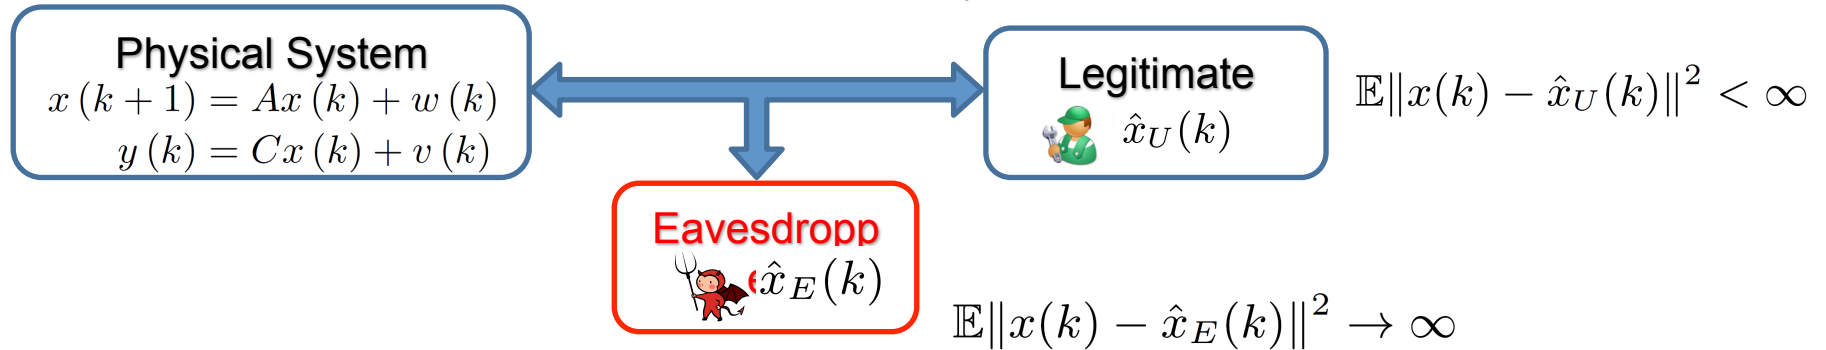 Physical System
x(k+1) = Ax(k) + w(k)
y(k) = Cx(k) + v(k)
Legitimate
x̂_U(k)
𝔼‖x(k) − x̂_U(k)‖² < ∞
Eavesdropp
x̂_E(k)
𝔼‖x(k) − x̂_E(k)‖² → ∞